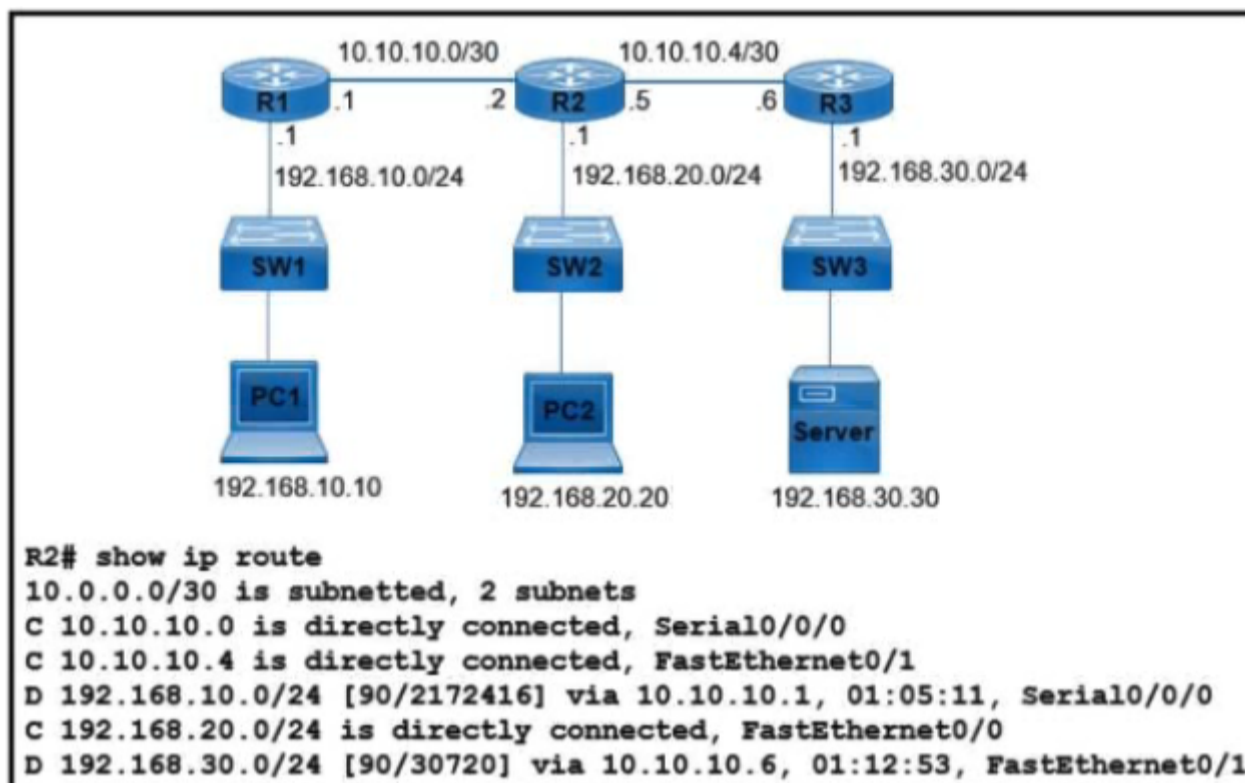 10.10.10.0/30
10.10.10.4/30
R1
.1
.2
R2
.5
.6
R3
.1
.1
.1
192.168.10.0/24
192.168.20.0/24
192.168.30.0/24
SW1
SW2
SW3
PC1
PC2
Server
192.168.10.10
192.168.20.20
192.168.30.30
R2# show ip route
10.0.0.0/30 is subnetted, 2 subnets
C 10.10.10.0 is directly connected, Serial0/0/0
C 10.10.10.4 is directly connected, FastEthernet0/1
D 192.168.10.0/24 [90/2172416] via 10.10.10.1, 01:05:11, Serial0/0/0
C 192.168.20.0/24 is directly connected, FastEthernet0/0
D 192.168.30.0/24 [90/30720] via 10.10.10.6, 01:12:53, FastEthernet0/1